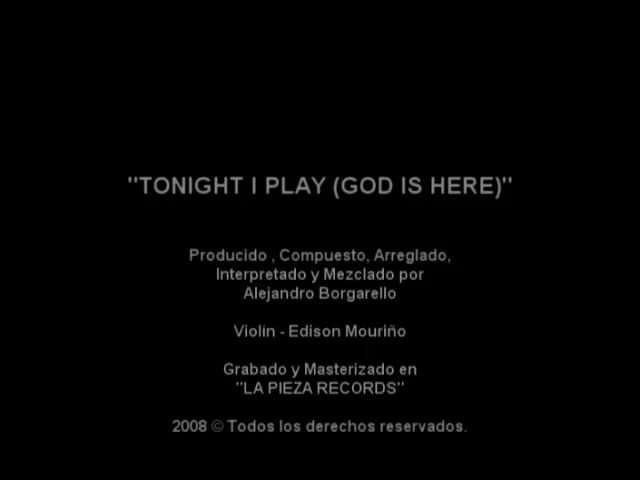 "TONIGHT I PLAY (GOD IS HERE)"
Producido , Compuesto, Arreglado,
Interpretado y Mezclado por
Alejandro Borgarello
Violín - Edison Mouriño
Grabado y Masterizado en
"LA PIEZA RECORDS"
2008 © Todos los derechos reservados.